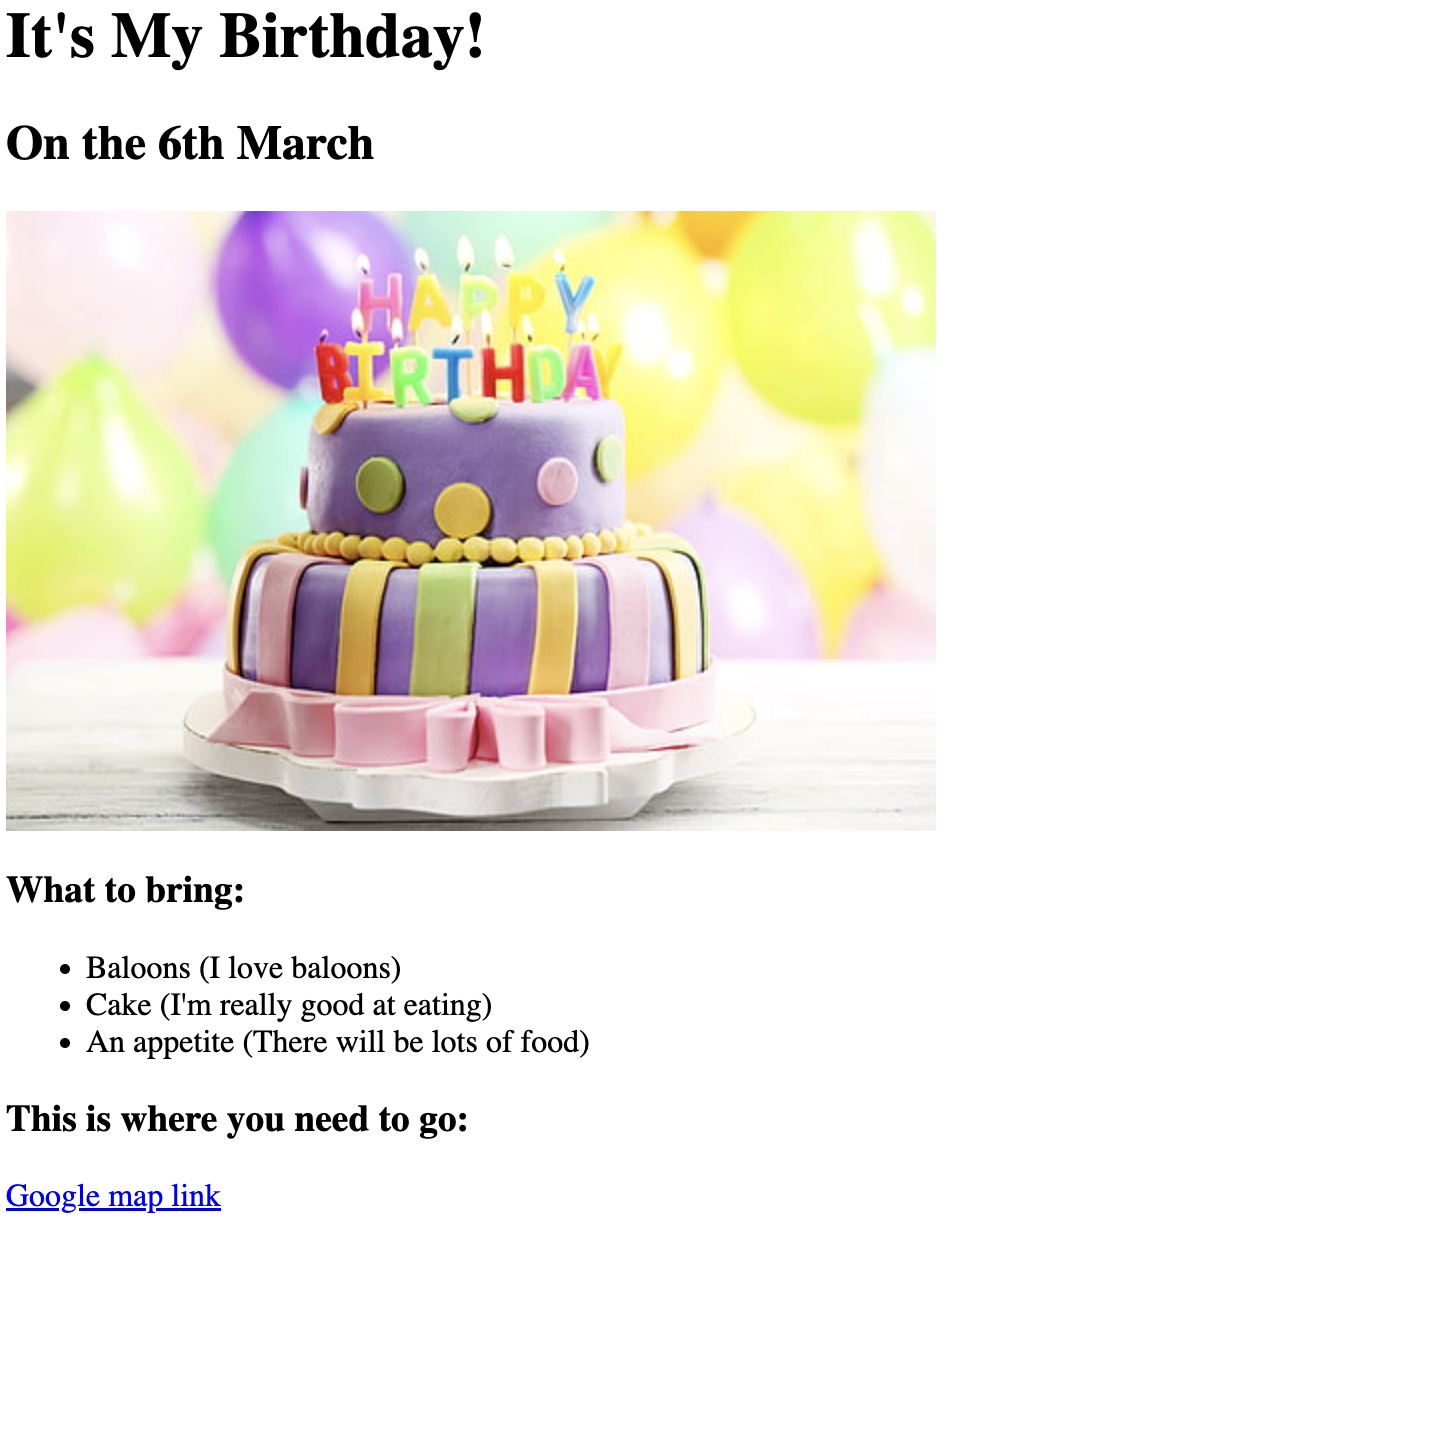 It's My Birthday!
On the 6th March
HAPPY
BIRTHDAY
What to bring:
Baloons (I love baloons)
Cake (I'm really good at eating)
An appetite (There will be lots of food)
This is where you need to go:
Google map link